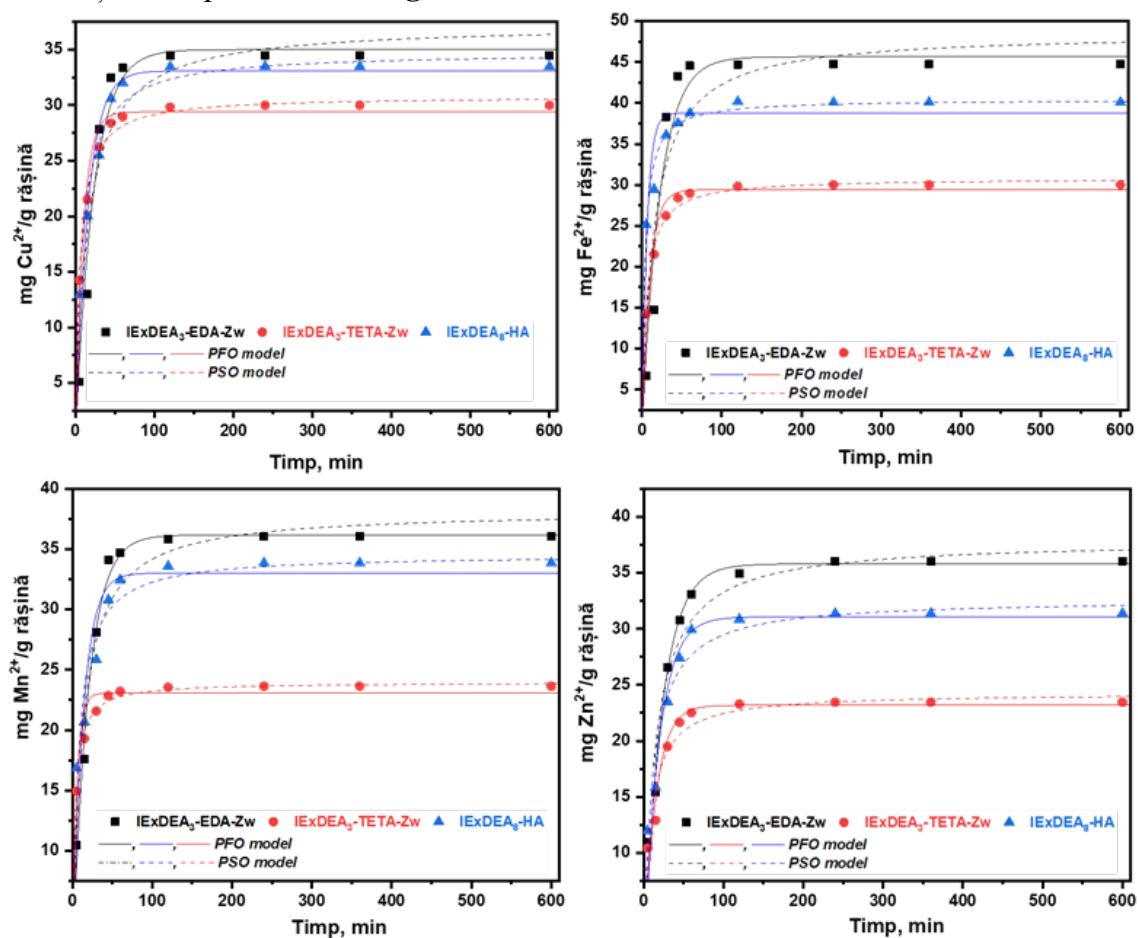 35
30
25
20
15
10
5
mg Cu²⁺/g rășină
IExDEA₃-EDA-Zw IExDEA₃-TETA-Zw IExDEA₈-HA
, , PFO model
, , PSO model
0 100 200 300 400 500 600
Timp, min
50
45
40
35
30
25
20
15
10
5
mg Fe²⁺/g rășină
IExDEA₃-EDA-Zw IExDEA₃-TETA-Zw IExDEA₈-HA
, , PFO model
, , PSO model
0 100 200 300 400 500 600
Timp, min
40
35
30
25
20
15
10
mg Mn²⁺/g rășină
IExDEA₃-EDA-Zw IExDEA₃-TETA-Zw IExDEA₈-HA
, , PFO model
, , PSO model
0 100 200 300 400 500 600
Timp, min
40
35
30
25
20
15
10
mg Zn²⁺/g rășină
IExDEA₃-EDA-Zw IExDEA₃-TETA-Zw IExDEA₈-HA
, , PFO model
, , PSO model
0 100 200 300 400 500 600
Timp, min